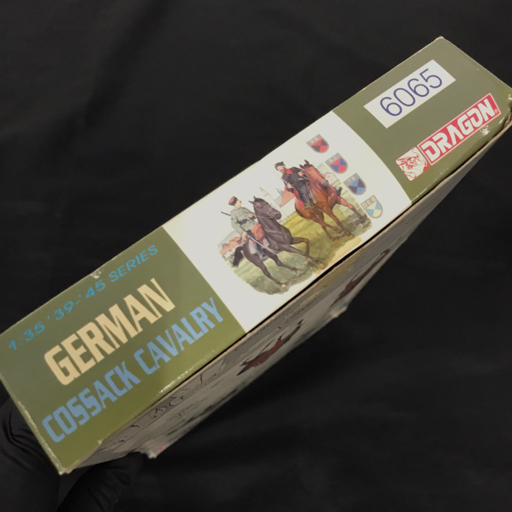 1:35 '39-'45 SERIES
GERMAN
COSSACK CAVALRY
6065
DRAGON